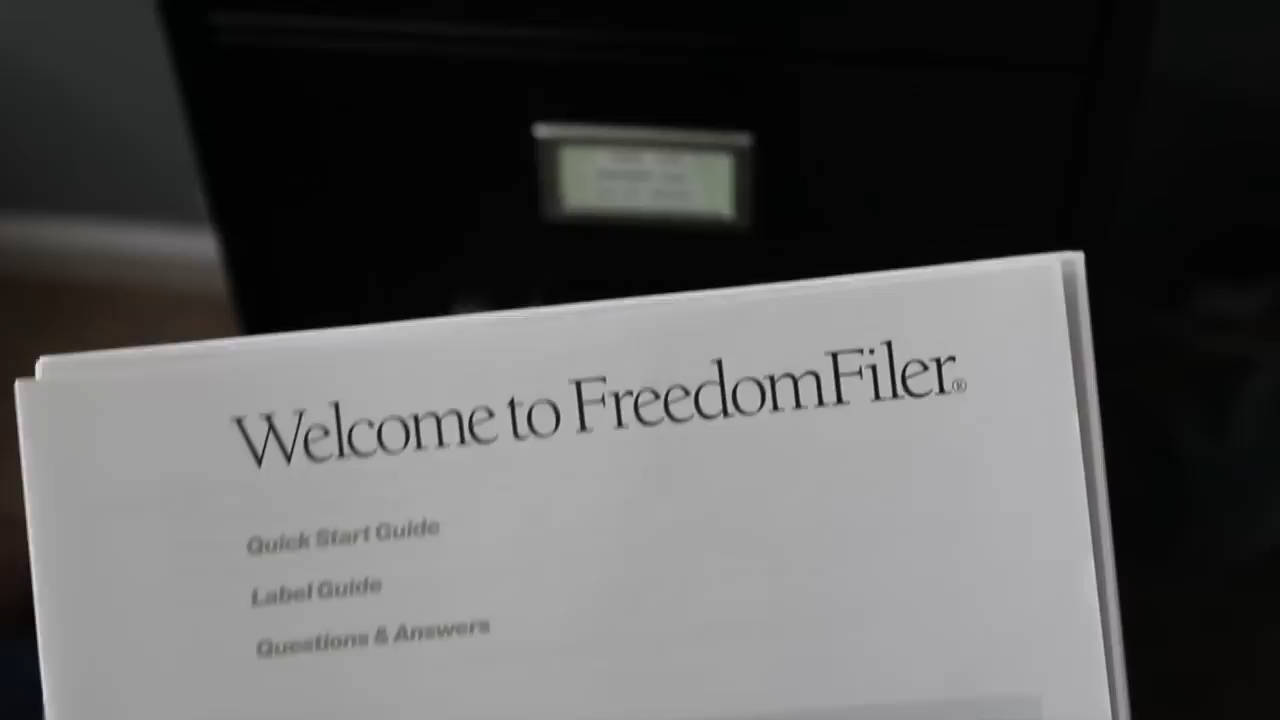 Welcome to FreedomFiler®
Quick Start Guide
Label Guide
Questions & Answers